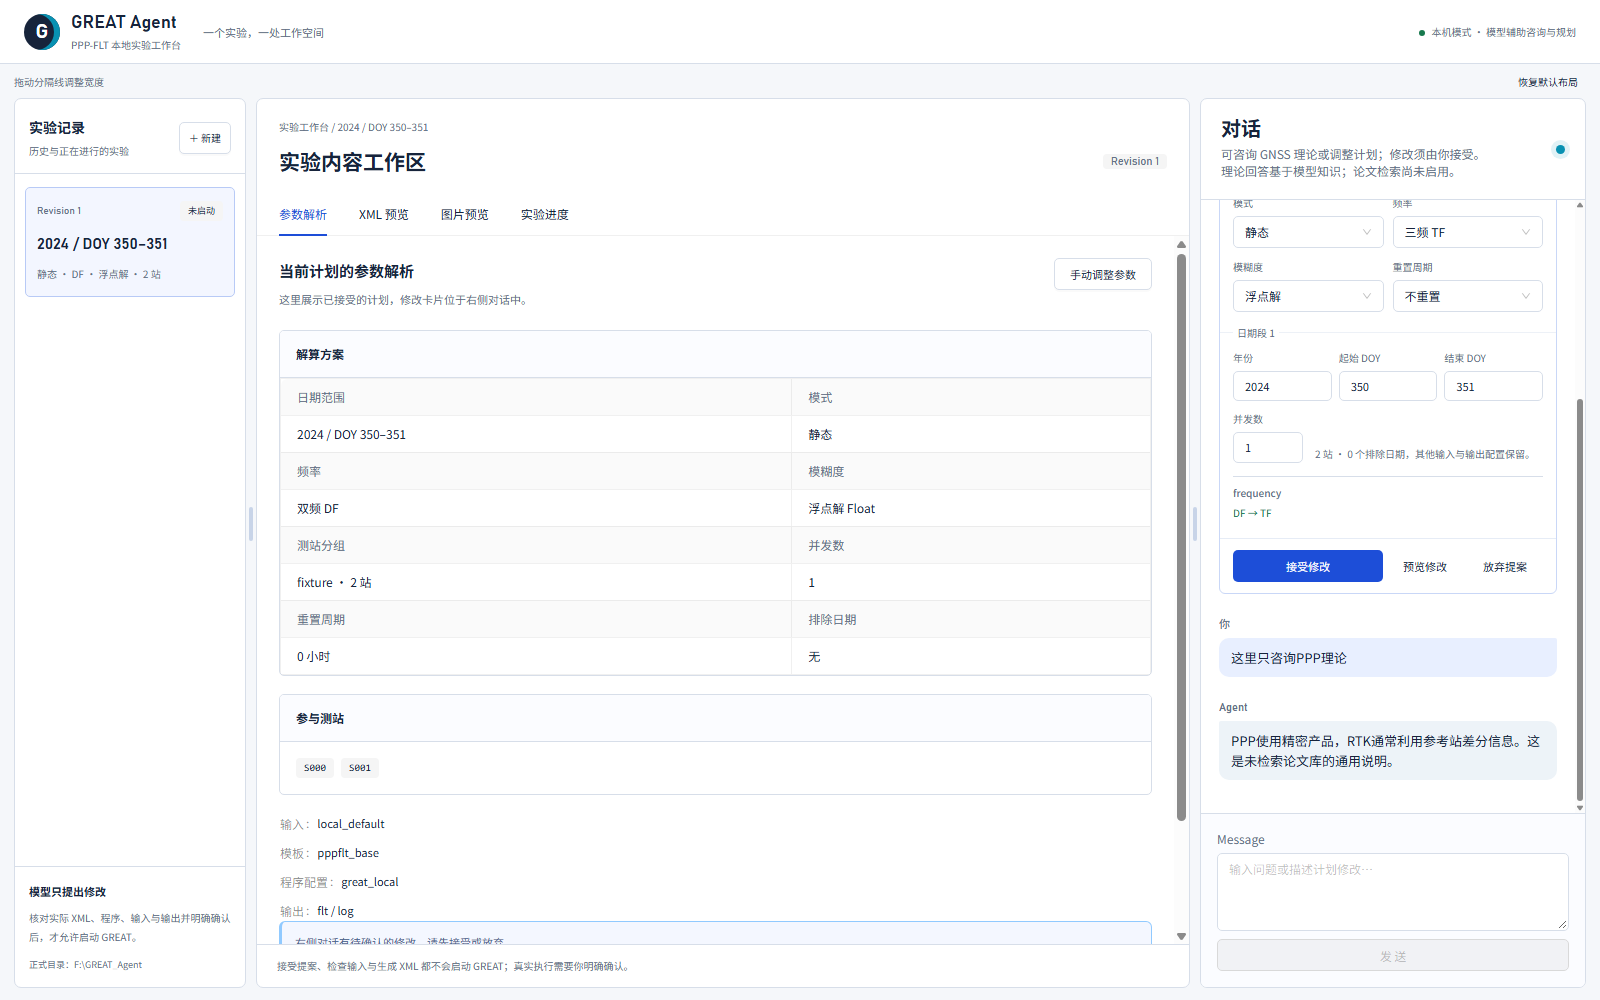 G
GREAT Agent
PPP-FLT 本地实验工作台
一个实验，一处工作空间
本机模式 · 模型辅助咨询与规划
拖动分隔线调整宽度
恢复默认布局
实验记录
历史与正在进行的实验
＋ 新建
Revision 1
未启动
2024 / DOY 350–351
静态 · DF · 浮点解 · 2 站
模型只提出修改
核对实际 XML、程序、输入与输出并明确确认
后，才允许启动 GREAT。
正式目录：F:\GREAT_Agent
实验工作台 / 2024 / DOY 350–351
实验内容工作区
Revision 1
参数解析
XML 预览
图片预览
实验进度
当前计划的参数解析
这里展示已接受的计划，修改卡片位于右侧对话中。
手动调整参数
解算方案
日期范围
模式
2024 / DOY 350–351
静态
频率
模糊度
双频 DF
浮点解 Float
测站分组
并发数
fixture · 2 站
1
重置周期
排除日期
0 小时
无
参与测站
S000
S001
输入： local_default
模板： pppflt_base
程序配置： great_local
输出： flt / log
右侧对话有待确认的修改，请先接受或放弃
接受提案、检查输入与生成 XML 都不会启动 GREAT；真实执行需要你明确确认。
对话
可咨询 GNSS 理论或调整计划；修改须由你接受。
理论回答基于模型知识；论文检索尚未启用。
模式
频率
静态
三频 TF
模糊度
重置周期
浮点解
不重置
日期段 1
年份
起始 DOY
结束 DOY
2024
350
351
并发数
1
2 站 · 0 个排除日期，其他输入与输出配置保留。
frequency
DF → TF
接受修改
预览修改
放弃提案
你
这里只咨询PPP理论
Agent
PPP使用精密产品，RTK通常利用参考站差分信息。这
是未检索论文库的通用说明。
Message
输入问题或描述计划修改…
发 送